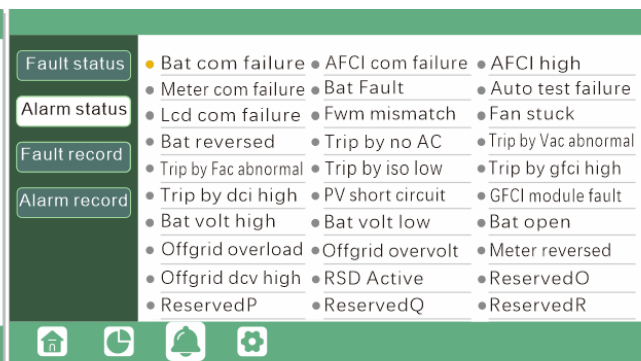 Fault status
Alarm status
Fault record
Alarm record
Bat com failure AFCI com failure AFCI high
Meter com failure Bat Fault Auto test failure
Lcd com failure Fwm mismatch Fan stuck
Bat reversed Trip by no AC Trip by Vac abnormal
Trip by Fac abnormal Trip by iso low Trip by gfci high
Trip by dci high PV short circuit GFCI module fault
Bat volt high Bat volt low Bat open
Offgrid overload Offgrid overvolt Meter reversed
Offgrid dcv high RSD Active ReservedO
ReservedP ReservedQ ReservedR